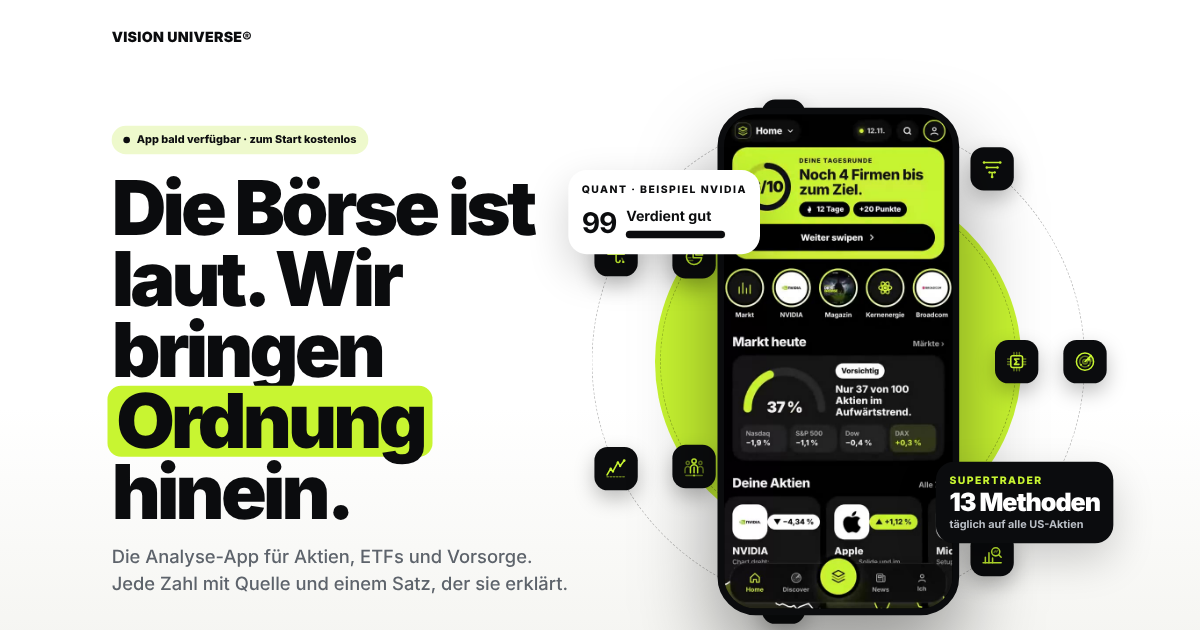 VISION UNIVERSE®
App bald verfügbar · zum Start kostenlos
Die Börse ist
laut. Wir
bringen
Ordnung
hinein.
Die Analyse-App für Aktien, ETFs und Vorsorge.
Jede Zahl mit Quelle und einem Satz, der sie erklärt.
QUANT · BEISPIEL NVIDIA
99 Verdient gut
Home
12.11.
DEINE TAGESRUNDE
/10
Noch 4 Firmen bis
zum Ziel.
12 Tage +20 Punkte
Weiter swipen
Markt NVIDIA Magazin Kernenergie Broadcom
Markt heute Märkte ›
37 %
Vorsichtig
Nur 37 von 100
Aktien im
Aufwärtstrend.
Nasdaq S&P 500 Dow DAX
−1,9 % −1,1 % −0,4 % +0,3 %
Deine Aktien Alle
▼ −4,34 % ▲ +1,12 %
NVIDIA Apple
Home Discover News Ich
SUPERTRADER
13 Methoden
täglich auf alle US-Aktien